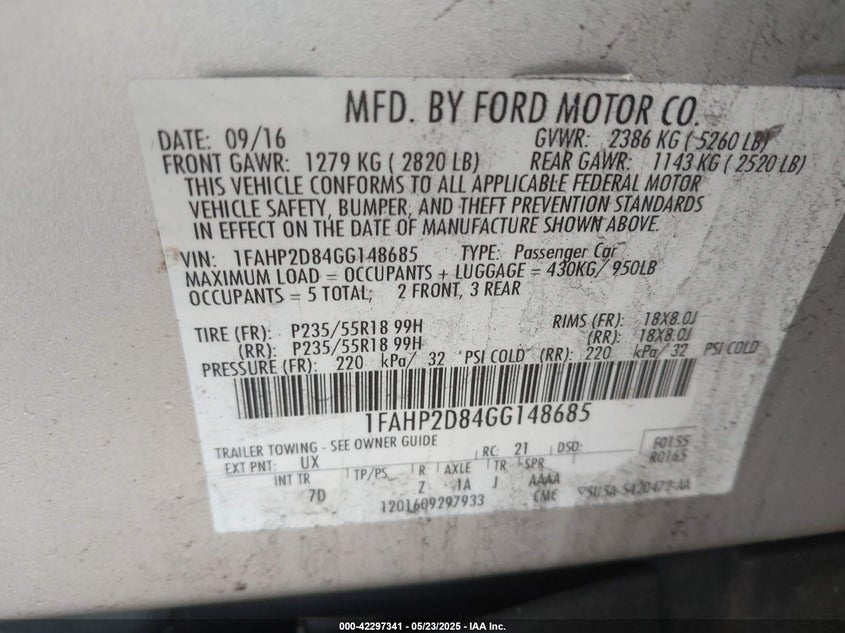 MFD. BY FORD MOTOR CO.
DATE: 09/16 GVWR: 2386 KG ( 5260 LB)
FRONT GAWR: 1279 KG ( 2820 LB) REAR GAWR: 1143 KG ( 2520 LB)
THIS VEHICLE CONFORMS TO ALL APPLICABLE FEDERAL MOTOR
VEHICLE SAFETY, BUMPER, AND THEFT PREVENTION STANDARDS
IN EFFECT ON THE DATE OF MANUFACTURE SHOWN ABOVE.
VIN: 1FAHP2D84GG148685 TYPE: Passenger Car
MAXIMUM LOAD = OCCUPANTS + LUGGAGE = 430KG/ 950LB
OCCUPANTS = 5 TOTAL; 2 FRONT, 3 REAR
TIRE (FR): P235/55R18 99H RIMS (FR): 18X8.0J
(RR): P235/55R18 99H (RR): 18X8.0J
PRESSURE (FR): 220 kPa/ 32 PSI COLD (RR): 220 kPa/ 32 PSI COLD
1FAHP2D84GG148685
TRAILER TOWING - SEE OWNER GUIDE
EXT PNT: UX RC: 21 DSO: F0155
R0165
INT TR TP/PS R AXLE TR SPR
7D Z 1A J AAAA
1201609297933 CME
000-42297341 - 05/23/2025 - IAA Inc.